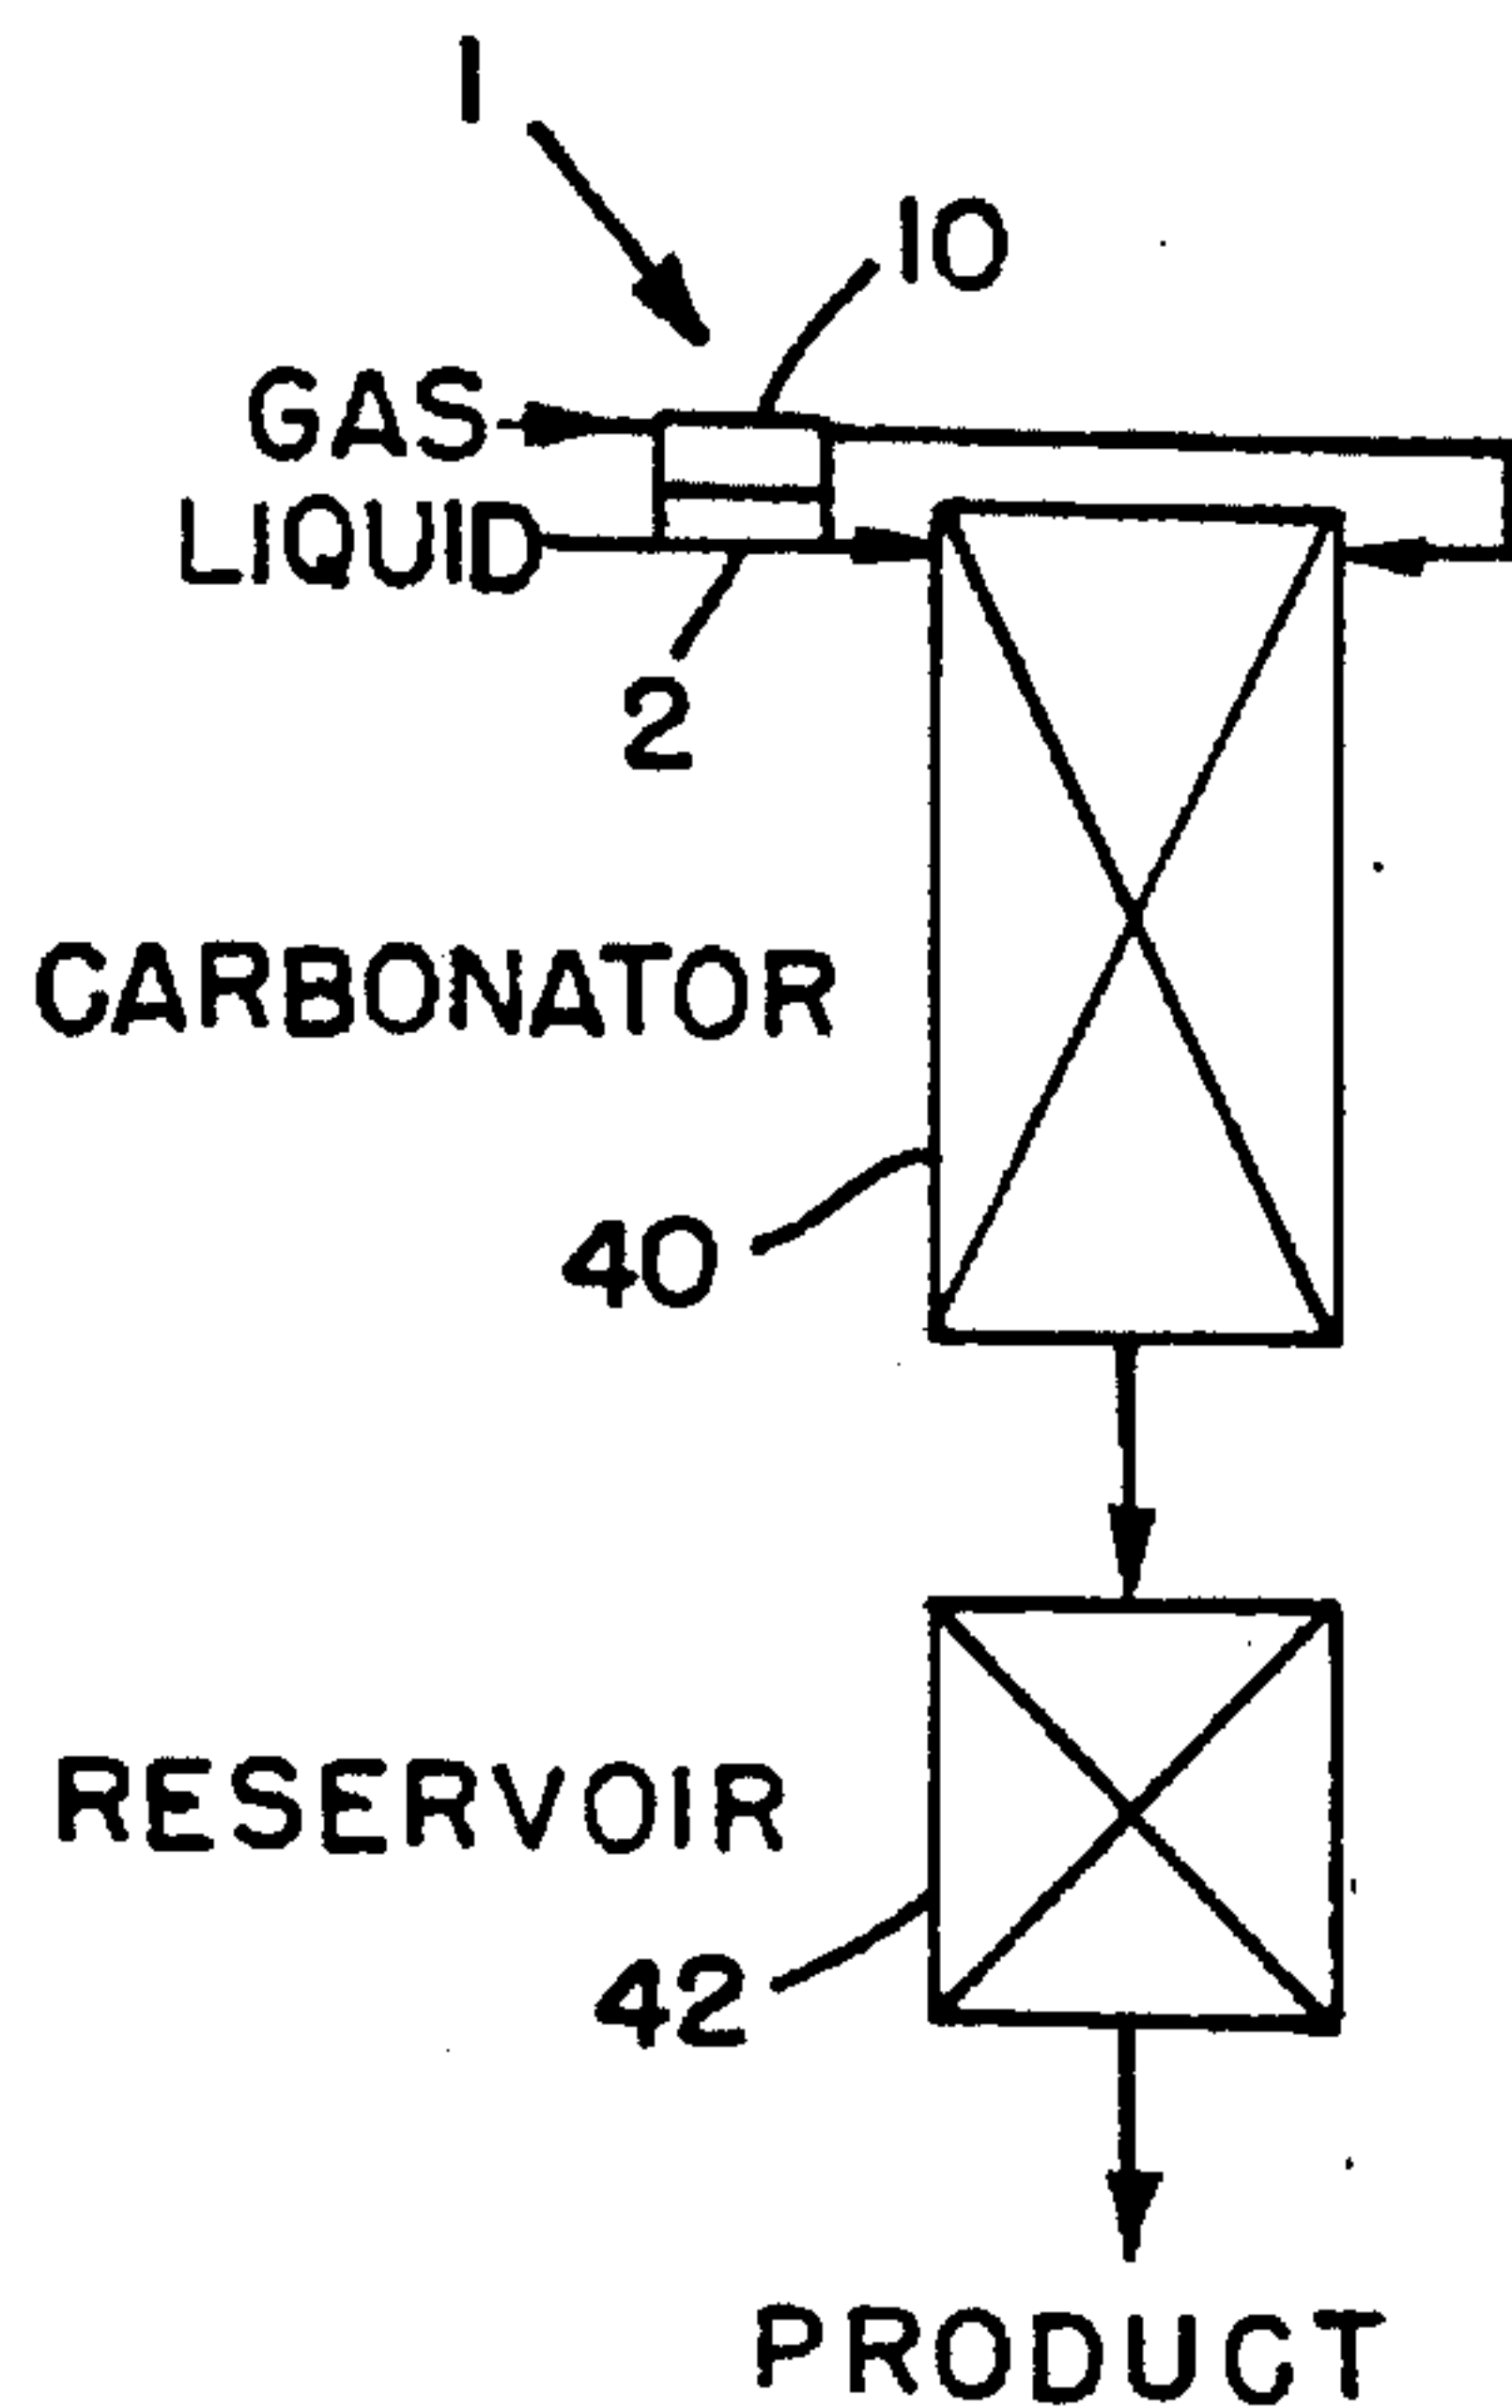 1
10
GAS
LIQUID
2
CARBONATOR
40
RESERVOIR
42
PRODUCT